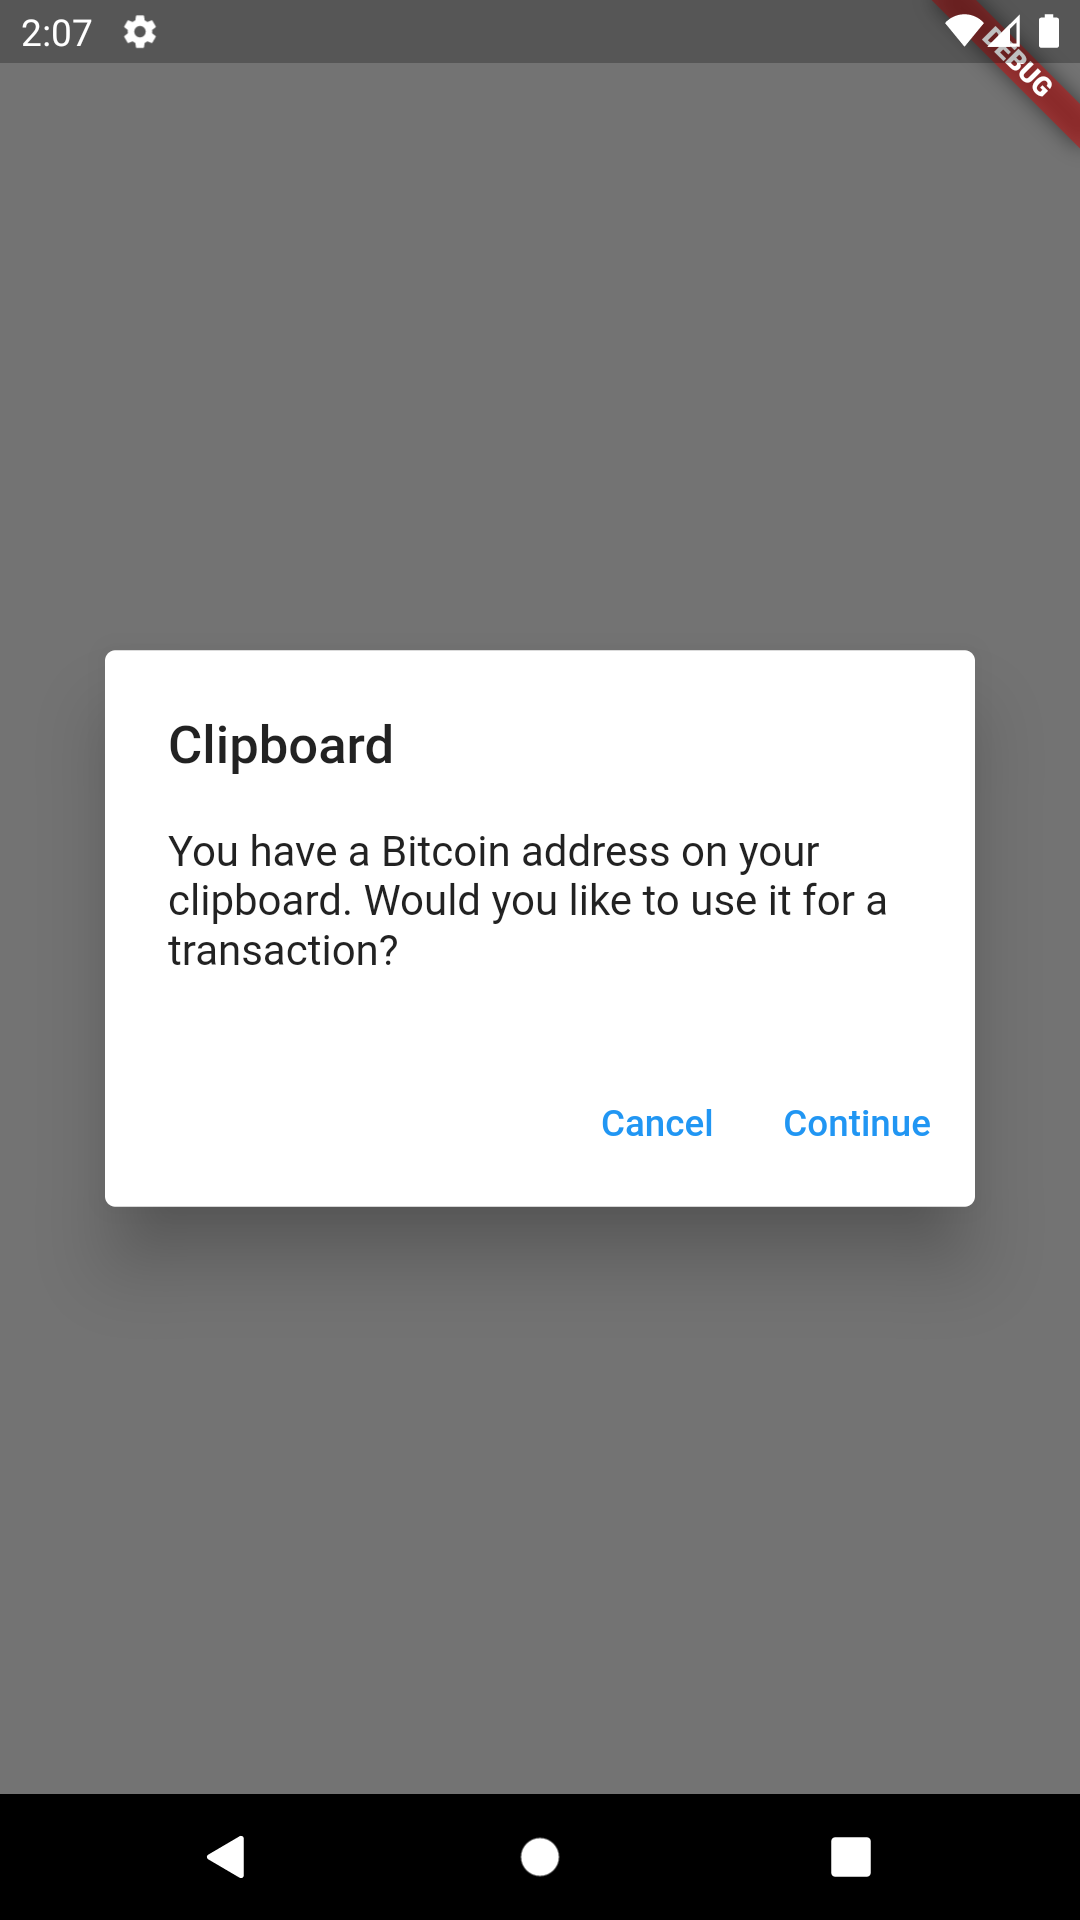 2:07
DEBUG
Clipboard
You have a Bitcoin address on your
clipboard. Would you like to use it for a
transaction?
Cancel Continue